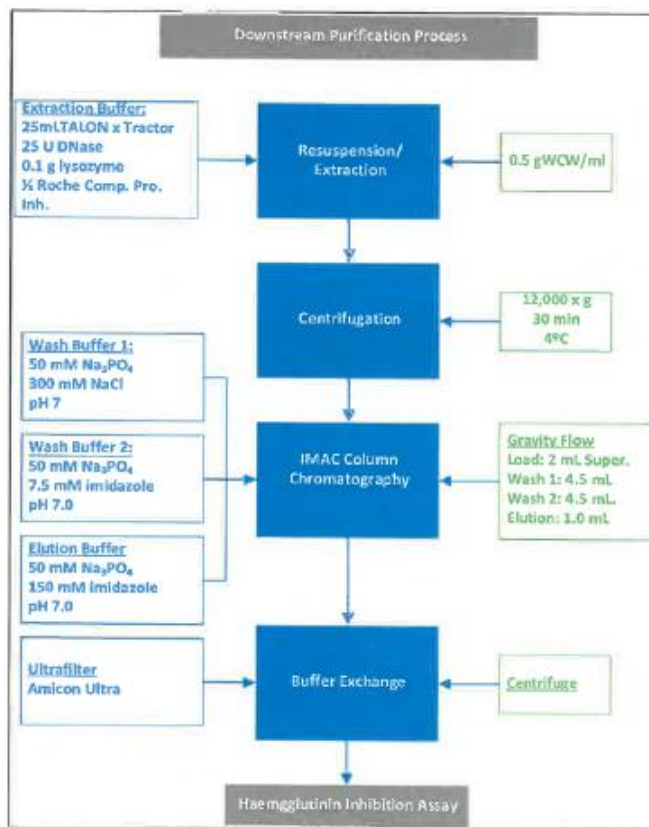 Downstream Purification Process
Extraction Buffer:
25mLTALON x Tractor
25 U DNase
0.1 g lysozyme
½ Roche Comp. Pro.
Inh.
Resuspension/
Extraction
0.5 gWCW/ml
Centrifugation
12,000 x g
30 min
4ºC
Wash Buffer 1:
50 mM Na₃PO₄
300 mM NaCl
pH 7
Wash Buffer 2:
50 mM Na₃PO₄
7.5 mM imidazole
pH 7.0
Elution Buffer
50 mM Na₃PO₄
150 mM imidazole
pH 7.0
IMAC Column
Chromatography
Gravity Flow
Load: 2 mL Super.
Wash 1: 4.5 mL
Wash 2: 4.5 mL.
Elution: 1.0 mL
Ultrafilter
Amicon Ultra
Buffer Exchange
Centrifuge
Haemgglutinin Inhibition Assay